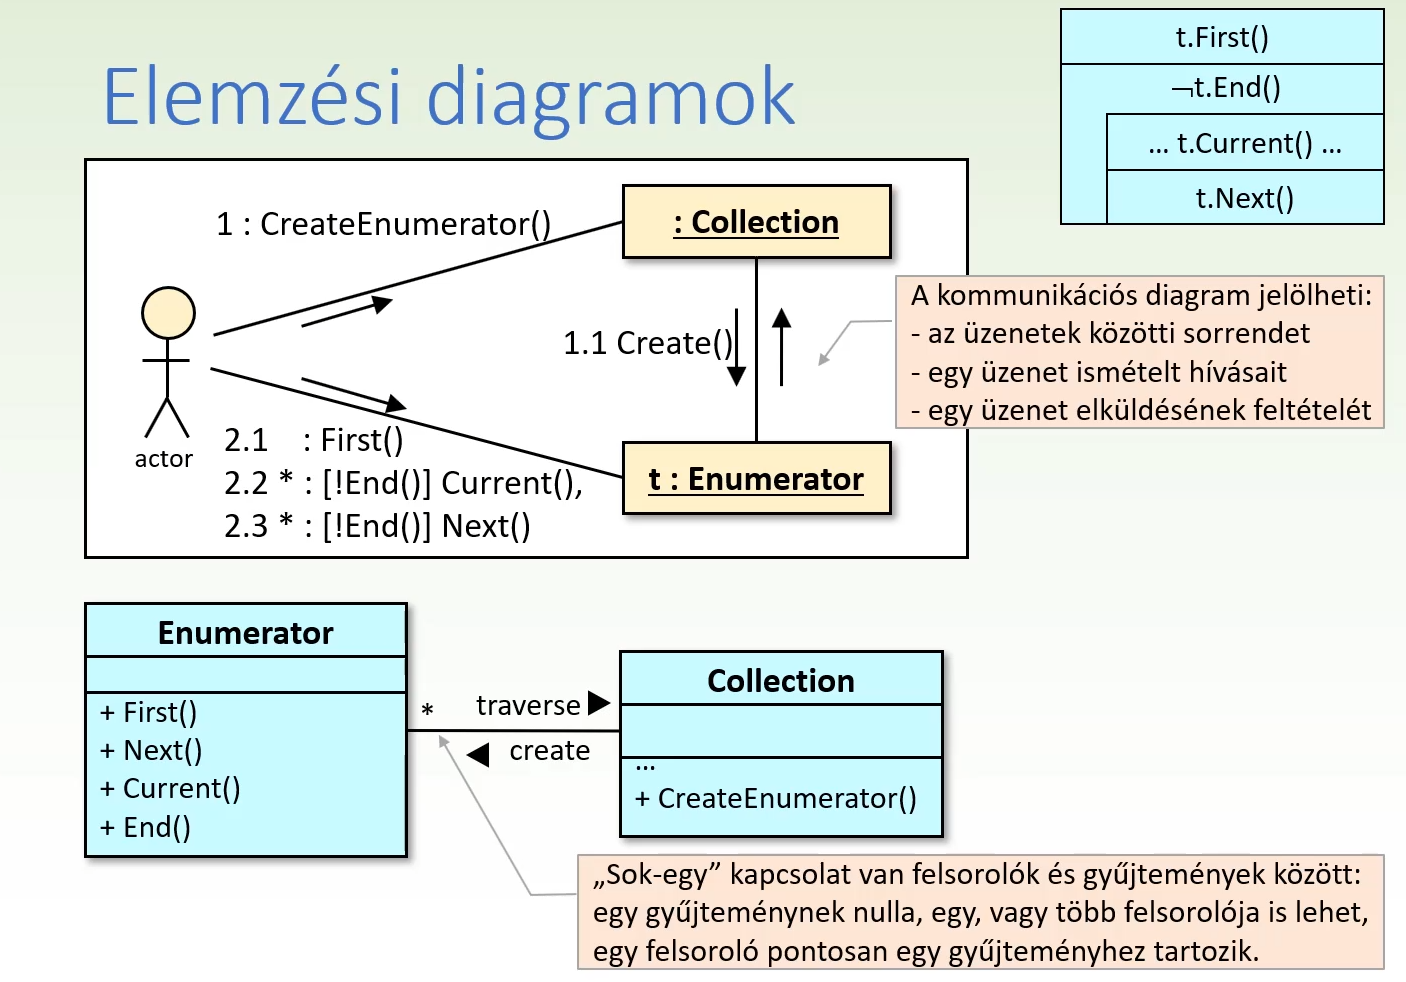 Elemzési diagramok
t.First()
¬t.End()
... t.Current() ...
t.Next()
1 : CreateEnumerator()
: Collection
1.1 Create()
A kommunikációs diagram jelölheti:
- az üzenetek közötti sorrendet
- egy üzenet ismételt hívásait
- egy üzenet elküldésének feltételét
actor
2.1 : First()
2.2 * : [!End()] Current(),
2.3 * : [!End()] Next()
t : Enumerator
Enumerator
+ First()
+ Next()
+ Current()
+ End()
* traverse
create
Collection
...
+ CreateEnumerator()
„Sok-egy” kapcsolat van felsorolók és gyűjtemények között:
egy gyűjteménynek nulla, egy, vagy több felsorolója is lehet,
egy felsoroló pontosan egy gyűjteményhez tartozik.